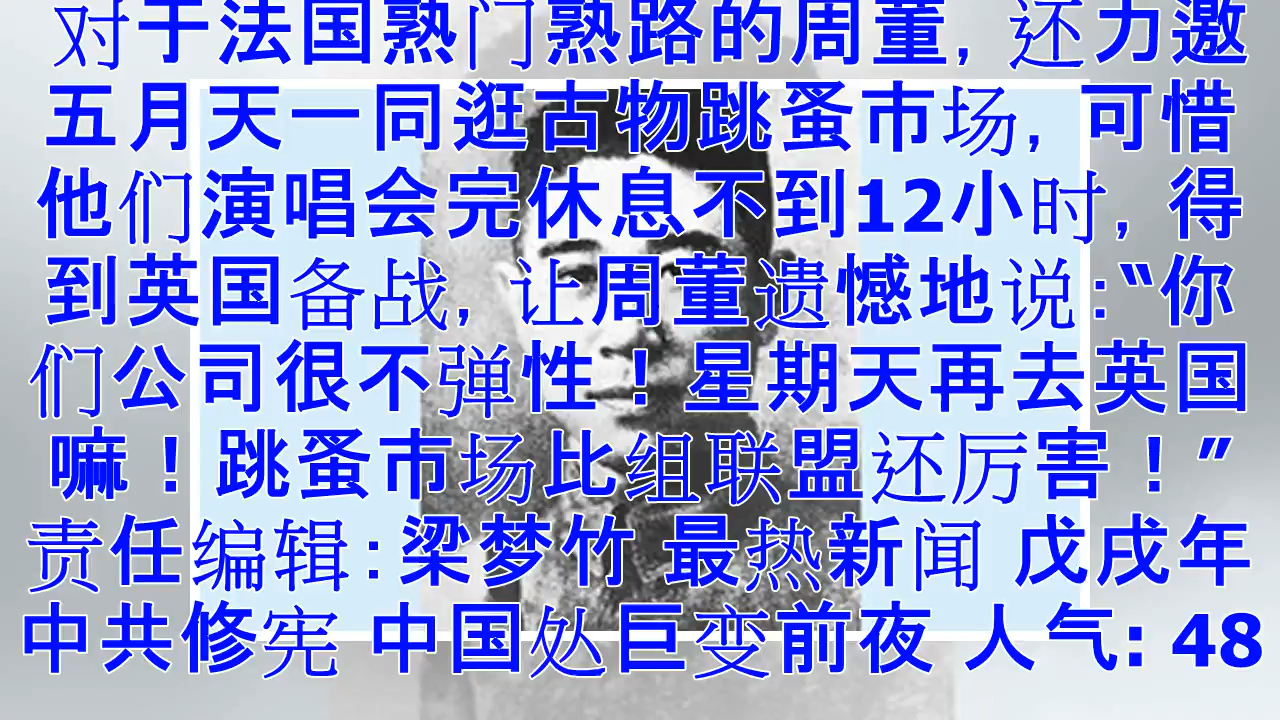 对于法国熟门熟路的周董，还力邀
五月天一同逛古物跳蚤市场，可惜
他们演唱会完休息不到12小时，得
到英国备战，让周董遗憾地说：“你
们公司很不弹性！星期天再去英国
嘛！跳蚤市场比组联盟还厉害！”
责任编辑：梁梦竹 最热新闻 戊戌年
中共修宪 中国处巨变前夜 人气: 48